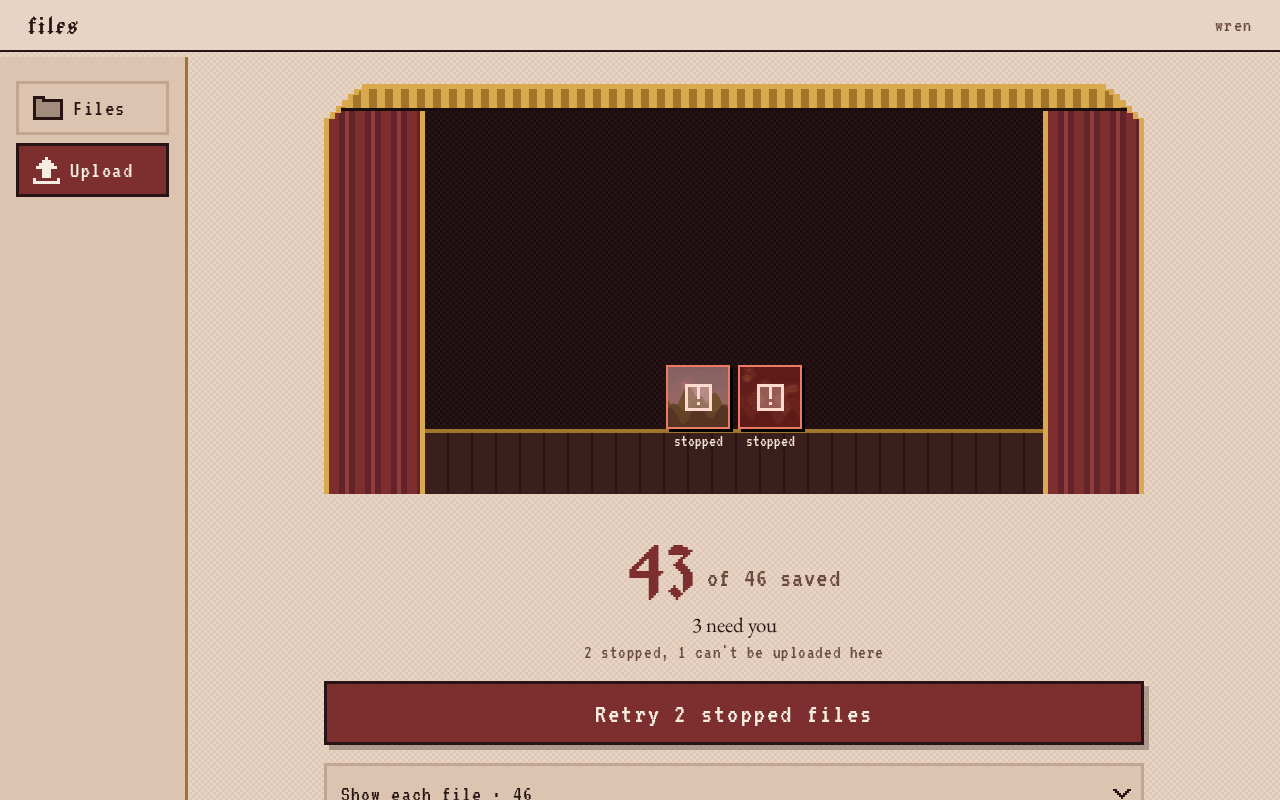 files
wren
Files
Upload
!
!
stopped
stopped
43 of 46 saved
3 need you
2 stopped, 1 can't be uploaded here
Retry 2 stopped files
Show each file · 46